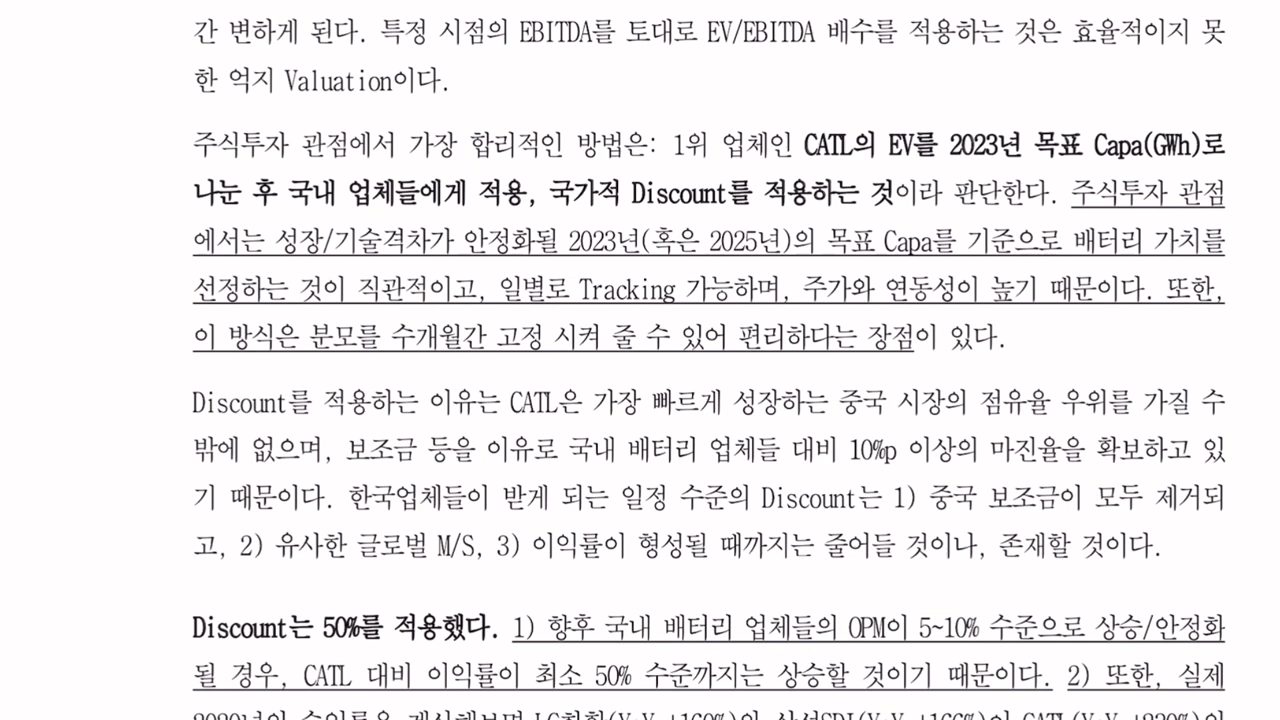 간 변하게 된다. 특정 시점의 EBITDA를 토대로 EV/EBITDA 배수를 적용하는 것은 효율적이지 못
한 억지 Valuation이다.
주식투자 관점에서 가장 합리적인 방법은: 1위 업체인 CATL의 EV를 2023년 목표 Capa(GWh)로
나눈 후 국내 업체들에게 적용, 국가적 Discount를 적용하는 것이라 판단한다. 주식투자 관점
에서는 성장/기술격차가 안정화될 2023년(혹은 2025년)의 목표 Capa를 기준으로 배터리 가치를
선정하는 것이 직관적이고, 일별로 Tracking 가능하며, 주가와 연동성이 높기 때문이다. 또한,
이 방식은 분모를 수개월간 고정 시켜 줄 수 있어 편리하다는 장점이 있다.
Discount를 적용하는 이유는 CATL은 가장 빠르게 성장하는 중국 시장의 점유율 우위를 가질 수
밖에 없으며, 보조금 등을 이유로 국내 배터리 업체들 대비 10%p 이상의 마진율을 확보하고 있
기 때문이다. 한국업체들이 받게 되는 일정 수준의 Discount는 1) 중국 보조금이 모두 제거되
고, 2) 유사한 글로벌 M/S, 3) 이익률이 형성될 때까지는 줄어들 것이나, 존재할 것이다.
Discount는 50%를 적용했다. 1) 향후 국내 배터리 업체들의 OPM이 5~10% 수준으로 상승/안정화
될 경우, CATL 대비 이익률이 최소 50% 수준까지는 상승할 것이기 때문이다. 2) 또한, 실제